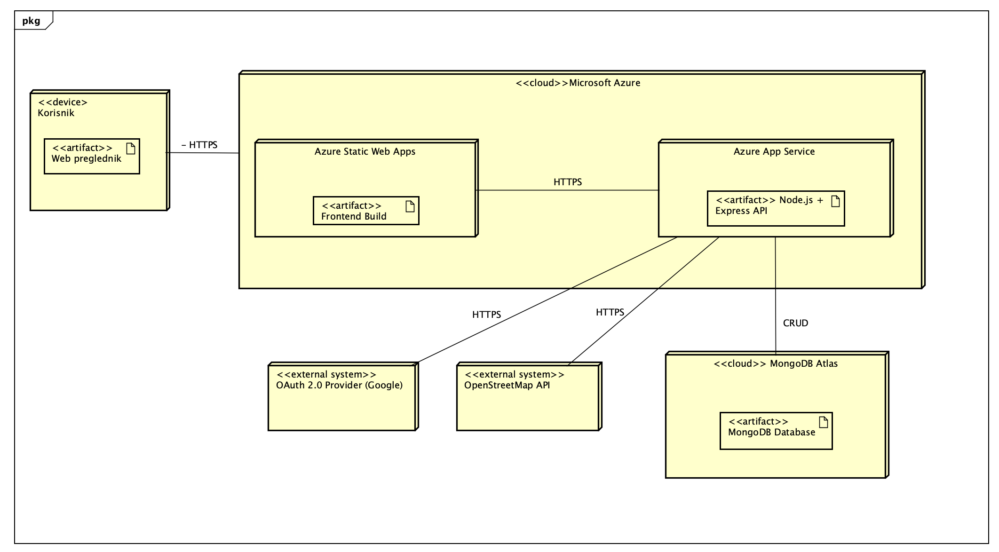 pkg
<<cloud>>Microsoft Azure
<<device>
Korisnik
<<artifact>>
Web preglednik
– HTTPS
Azure Static Web Apps
<<artifact>>
Frontend Build
HTTPS
Azure App Service
<<artifact>> Node.js +
Express API
HTTPS
HTTPS
CRUD
<<external system>>
OAuth 2.0 Provider (Google)
<<external system>>
OpenStreetMap API
<<cloud>> MongoDB Atlas
<<artifact>>
MongoDB Database